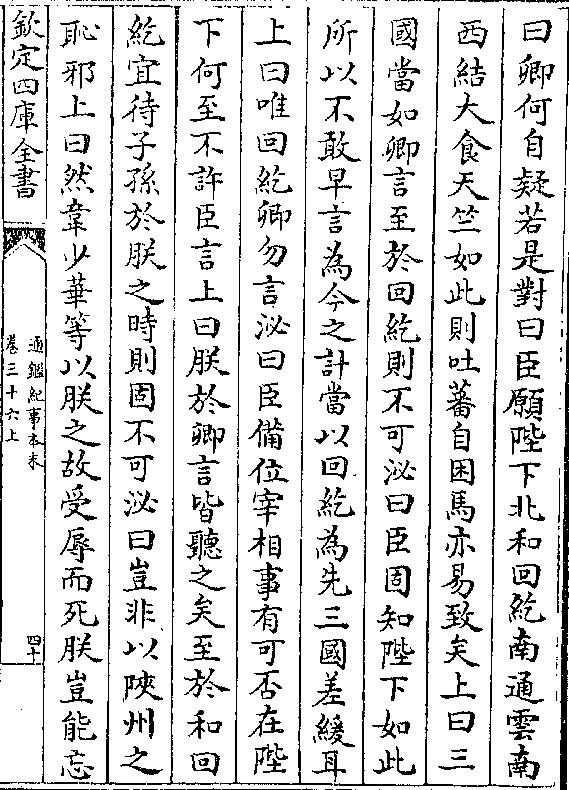 曰卿何自疑若是對曰臣願陛下北和回紇南通雲南
西結大食天竺如此則吐蕃自困馬亦易致矣上曰三
國當如卿言至於回紇則不可泌曰臣固知陛下如此
所以不敢早言為今之計當以回紇為先三國差緩耳
上曰唯回紇卿勿言泌曰臣備位宰相事有可否在陛
下何至不許臣言上曰朕於卿言皆聽之矣至於和回
紇宜待子孫於朕之時則固不可泌曰豈非以陝州之
恥邪上曰然韋少華等以朕之故受辱而死朕豈能忘
欽定四庫全書
通鑑紀事本末
卷三十六上
四十